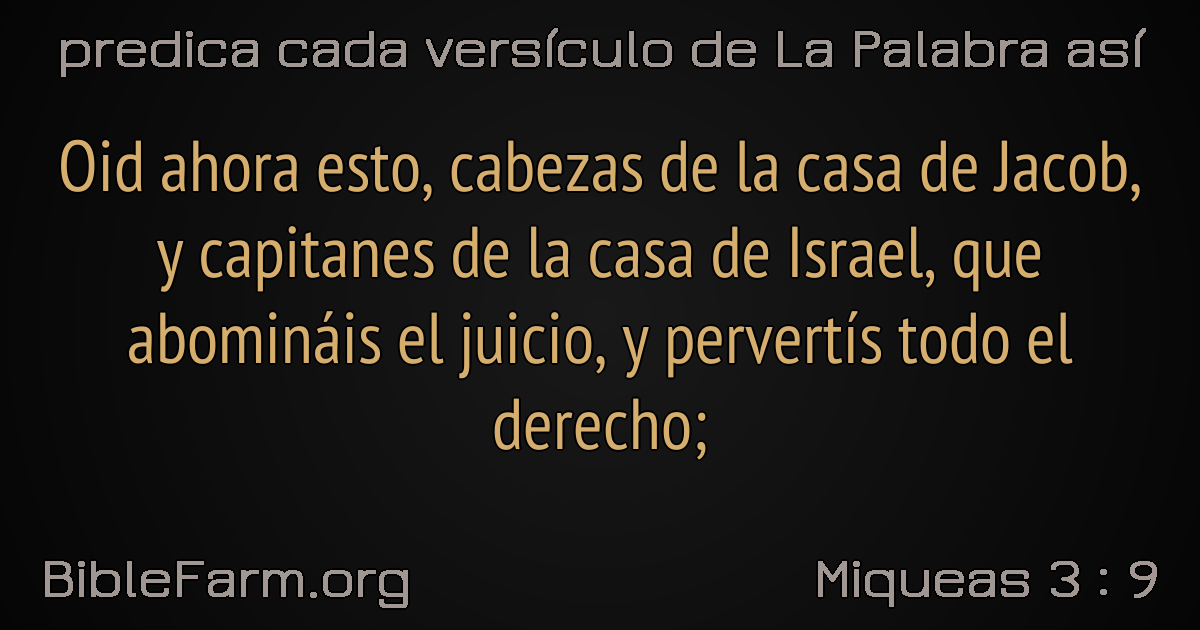 predica cada versículo de La Palabra así
Oid ahora esto, cabezas de la casa de Jacob,
y capitanes de la casa de Israel, que
abomináis el juicio, y pervertís todo el
derecho;
BibleFarm.org
Miqueas 3 : 9